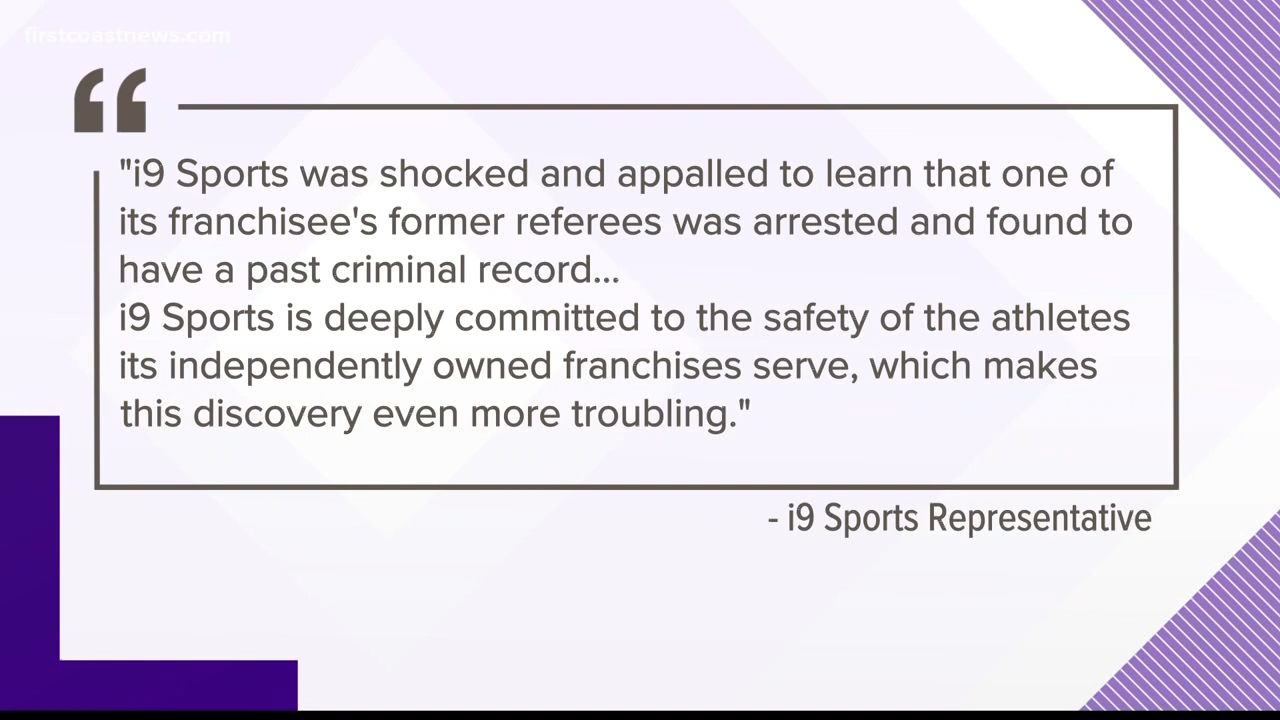 firstcoastnews.com
"i9 Sports was shocked and appalled to learn that one of
its franchisee's former referees was arrested and found to
have a past criminal record...
i9 Sports is deeply committed to the safety of the athletes
its independently owned franchises serve, which makes
this discovery even more troubling."
- i9 Sports Representative